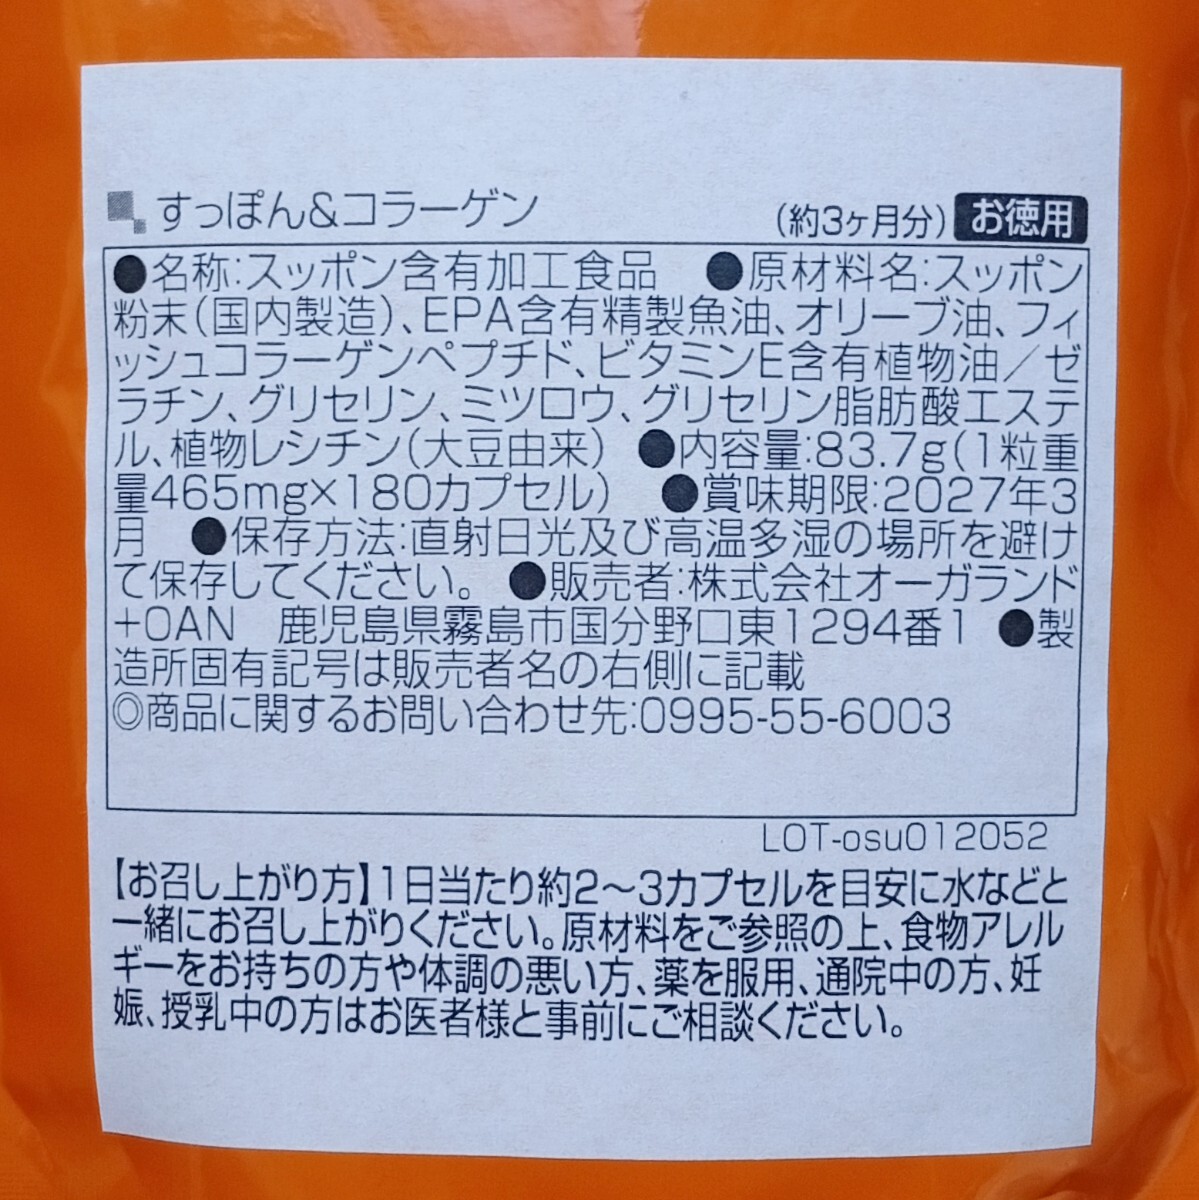 すっぽん&コラーゲン (約3ヶ月分) お徳用
●名称:スッポン含有加工食品 ●原材料名:スッポン
粉末(国内製造)、EPA含有精製魚油、オリーブ油、フィ
ッシュコラーゲンペプチド、ビタミンE含有植物油/ゼ
ラチン、グリセリン、ミツロウ、グリセリン脂肪酸エステ
ル、植物レシチン(大豆由来) ●内容量:83.7g(1粒重
量465mg×180カプセル) ●賞味期限:2027年3
月 ●保存方法:直射日光及び高温多湿の場所を避け
て保存してください。 ●販売者:株式会社オーガランド
+OAN 鹿児島県霧島市国分野口東1294番1 ●製
造所固有記号は販売者名の右側に記載
◎商品に関するお問い合わせ先:0995-55-6003
LOT-osu012052
【お召し上がり方】1日当たり約2～3カプセルを目安に水などと
一緒にお召し上がりください。原材料をご参照の上、食物アレル
ギーをお持ちの方や体調の悪い方、薬を服用、通院中の方、妊
娠、授乳中の方はお医者様と事前にご相談ください。